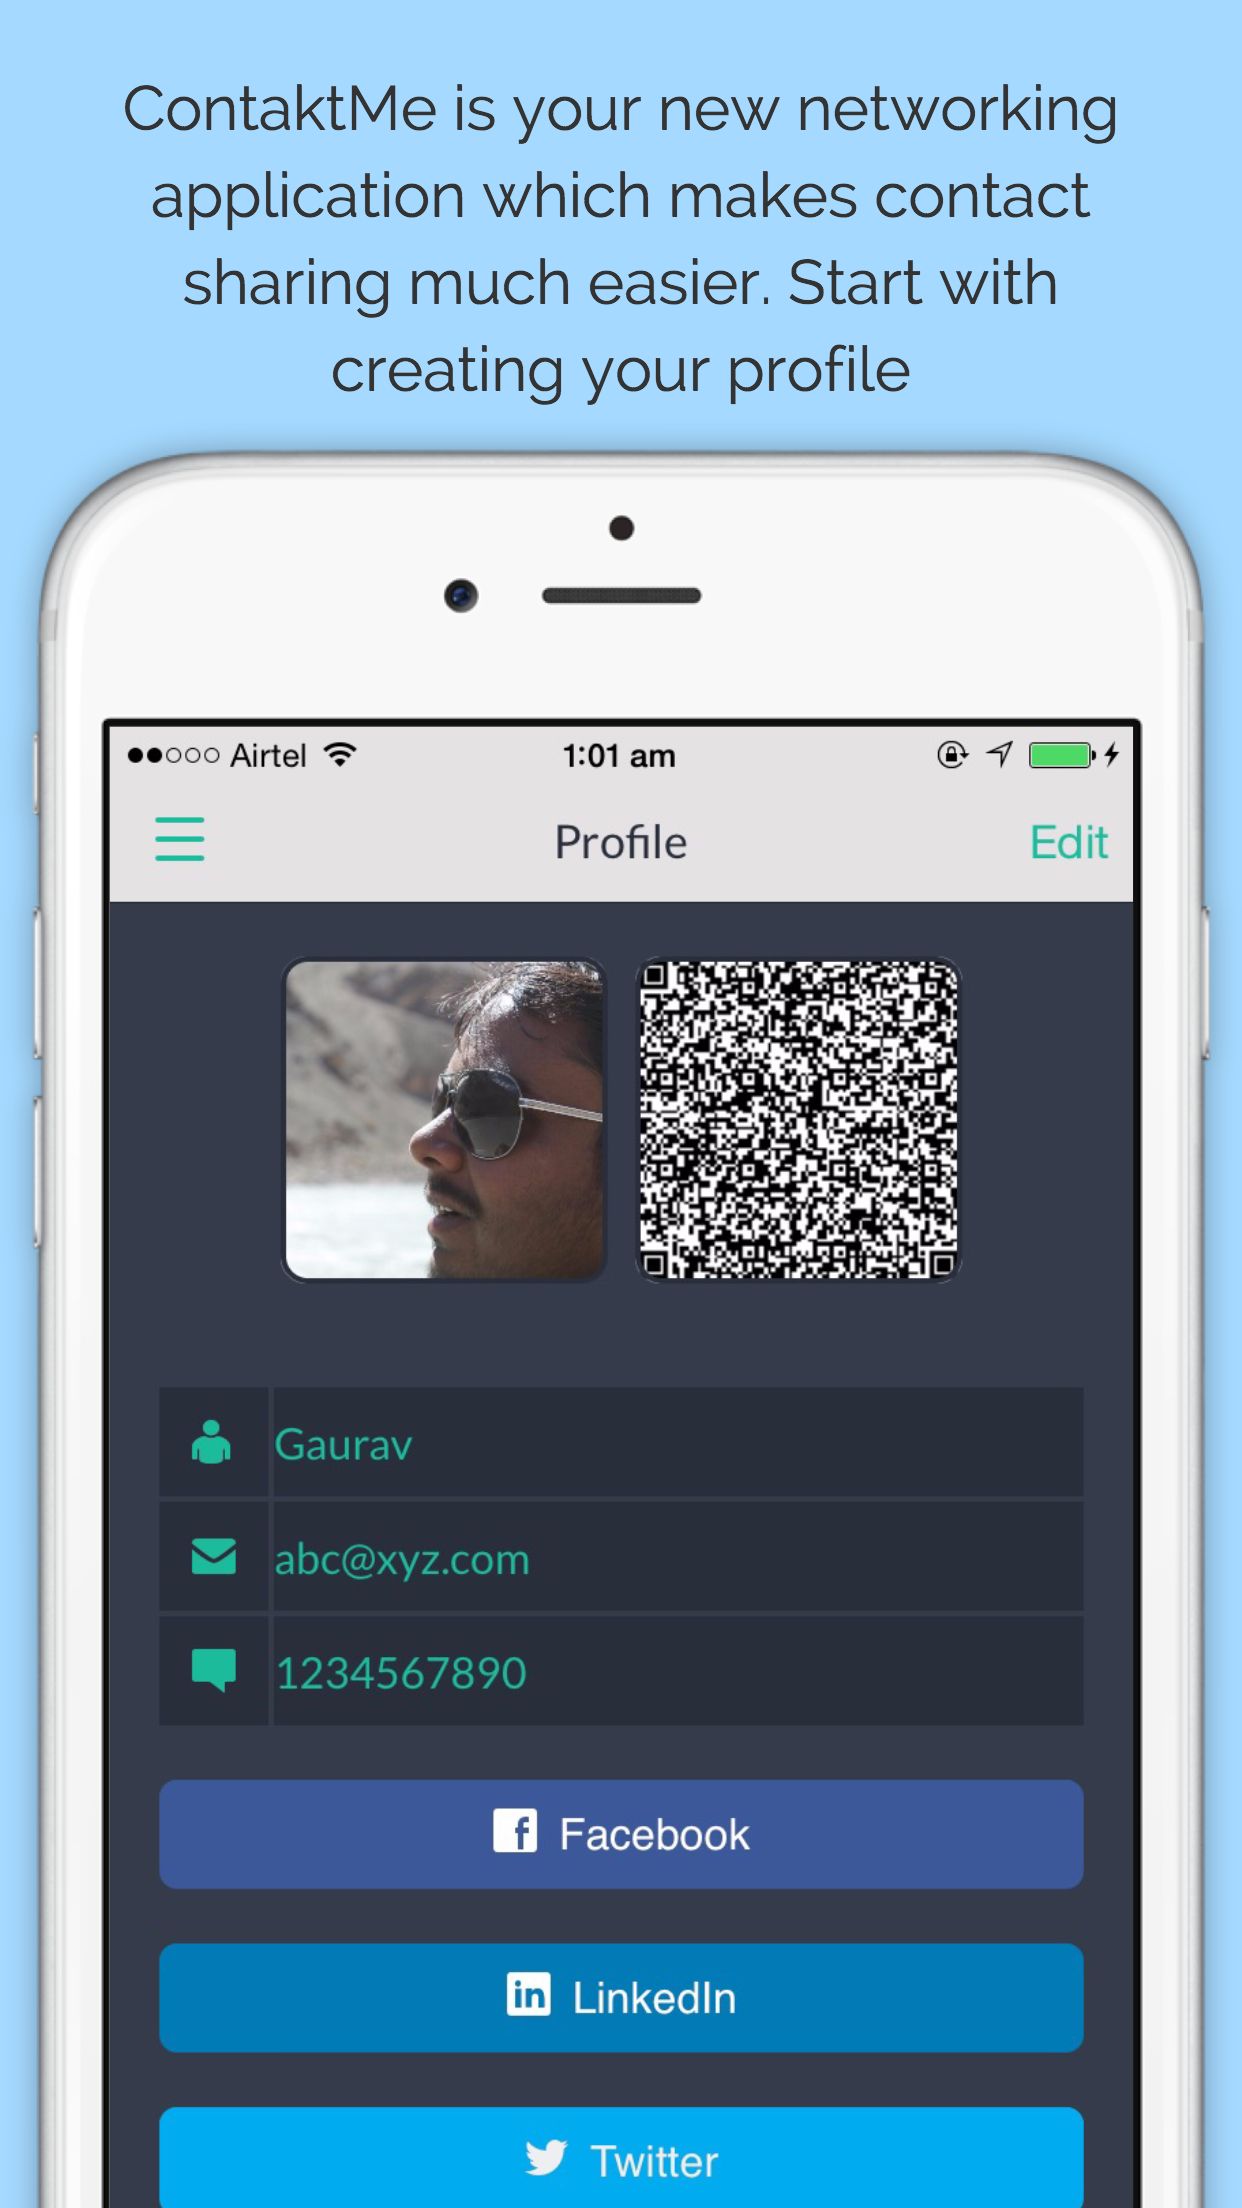 ContaktMe is your new networking
application which makes contact
sharing much easier. Start with
creating your profile
Airtel 1:01 am
Profile Edit
Gaurav
abc@xyz.com
1234567890
f Facebook
in LinkedIn
Twitter